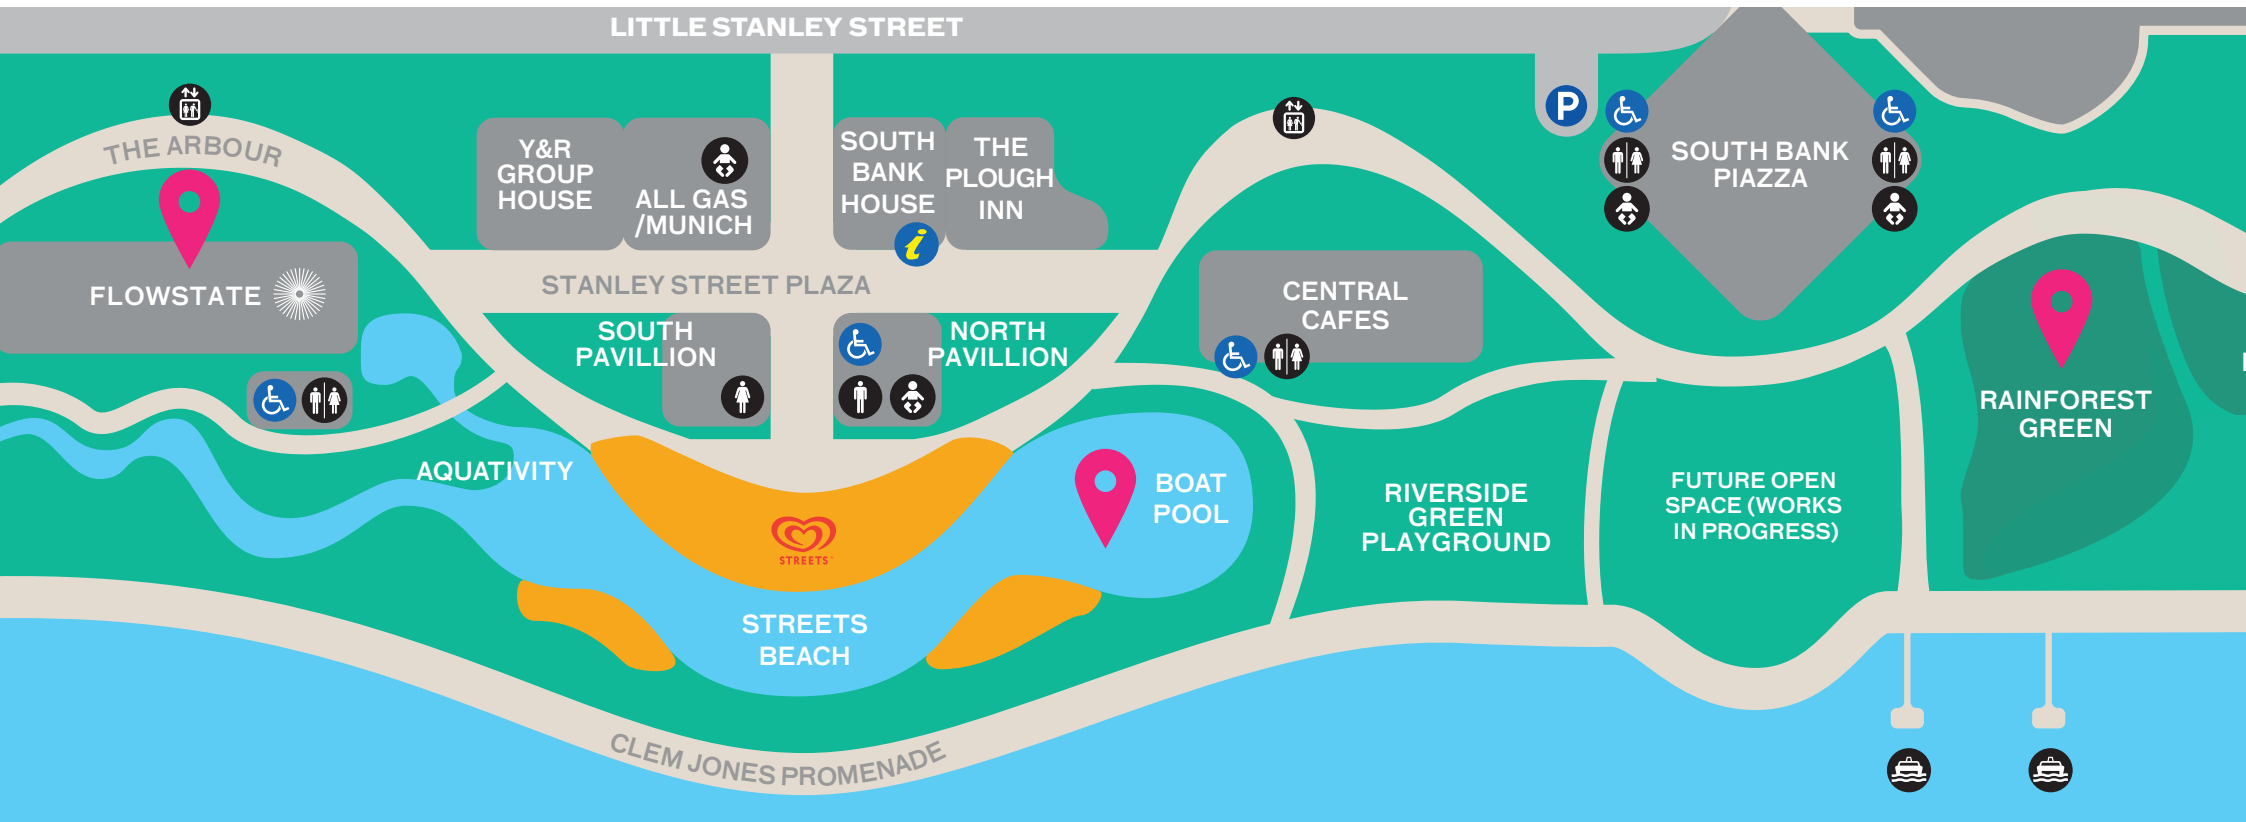 LITTLE STANLEY STREET
THE ARBOUR
Y&R
GROUP
HOUSE
ALL GAS
/MUNICH
SOUTH
BANK
HOUSE
THE
PLOUGH
INN
i
P
SOUTH BANK
PIAZZA
FLOWSTATE
STANLEY STREET PLAZA
CENTRAL
CAFES
SOUTH
PAVILLION
NORTH
PAVILLION
RAINFOREST
GREEN
AQUATIVITY
BOAT
POOL
RIVERSIDE
GREEN
PLAYGROUND
FUTURE OPEN
SPACE (WORKS
IN PROGRESS)
STREETS
STREETS
BEACH
CLEM JONES PROMENADE